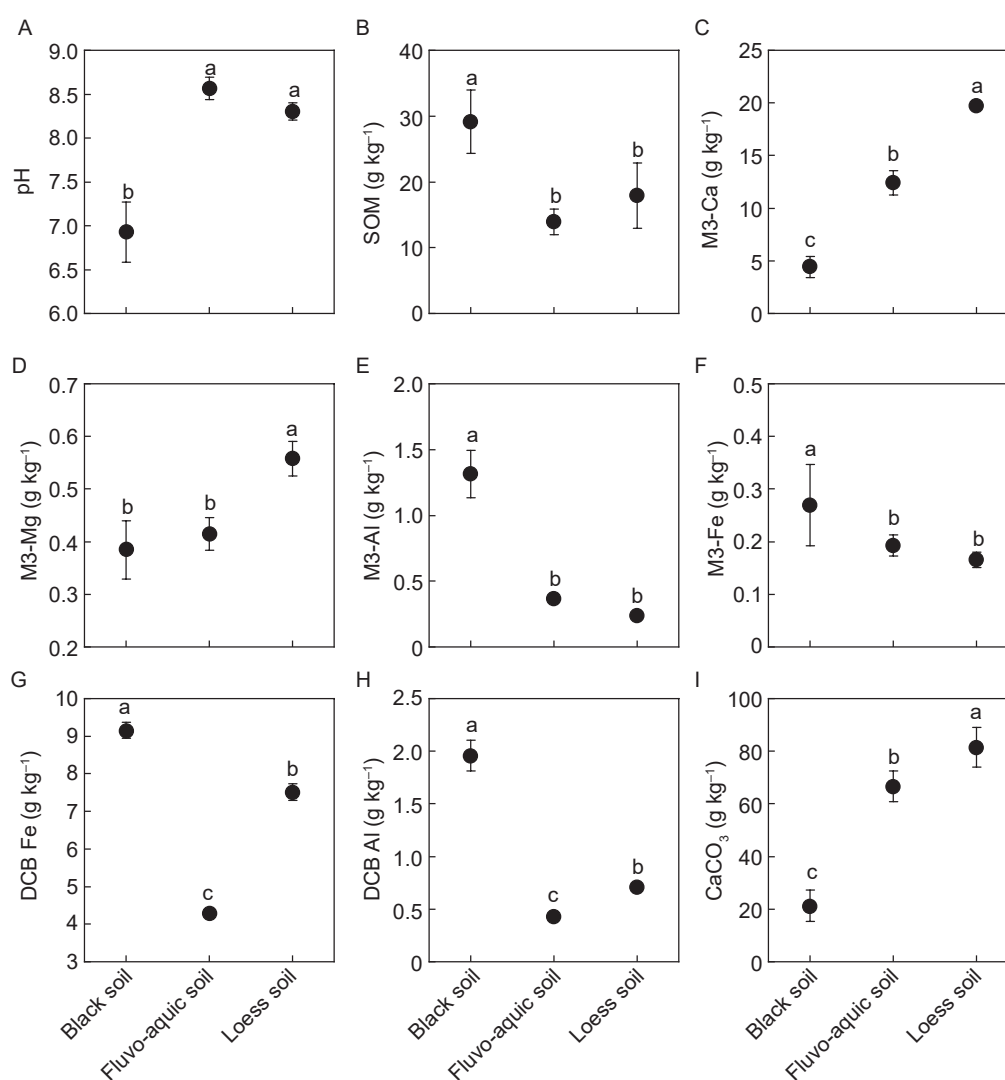 A
pH
9.0
8.5
8.0
7.5
7.0
6.5
6.0
b
a
a
B
SOM (g kg⁻¹)
40
30
20
10
0
a
b
b
C
M3-Ca (g kg⁻¹)
25
20
15
10
5
0
c
b
a
D
M3-Mg (g kg⁻¹)
0.7
0.6
0.5
0.4
0.3
0.2
b
b
a
E
M3-Al (g kg⁻¹)
2.0
1.5
1.0
0.5
0
a
b
b
F
M3-Fe (g kg⁻¹)
0.5
0.4
0.3
0.2
0.1
0
a
b
b
G
DCB Fe (g kg⁻¹)
10
9
8
7
6
5
4
3
a
c
b
Black soil
Fluvo-aquic soil
Loess soil
H
DCB Al (g kg⁻¹)
2.5
2.0
1.5
1.0
0.5
0
a
c
b
Black soil
Fluvo-aquic soil
Loess soil
I
CaCO₃ (g kg⁻¹)
100
80
60
40
20
0
c
b
a
Black soil
Fluvo-aquic soil
Loess soil